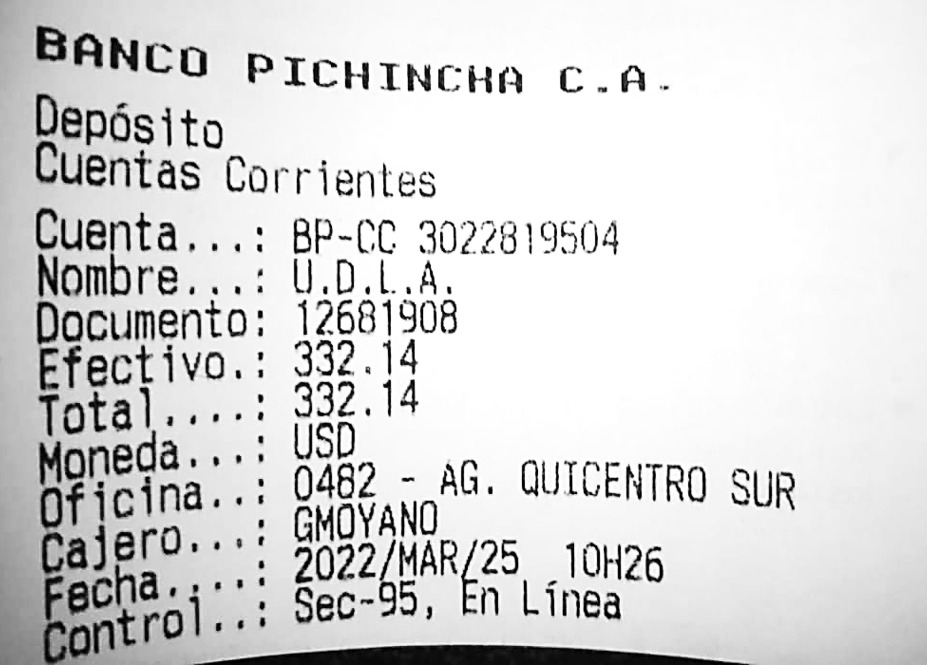 BANCO PICHINCHA C.A.
Depósito
Cuentas Corrientes
Cuenta...: BP-CC 3022819504
Nombre...: U.D.L.A.
Documento: 12681908
Efectivo.: 332.14
Total....: 332.14
Moneda...: USD
Oficina..: 0482 - AG. QUICENTRO SUR
Cajero...: GMOYANO
Fecha....: 2022/MAR/25 10H26
Control..: Sec-95, En Línea